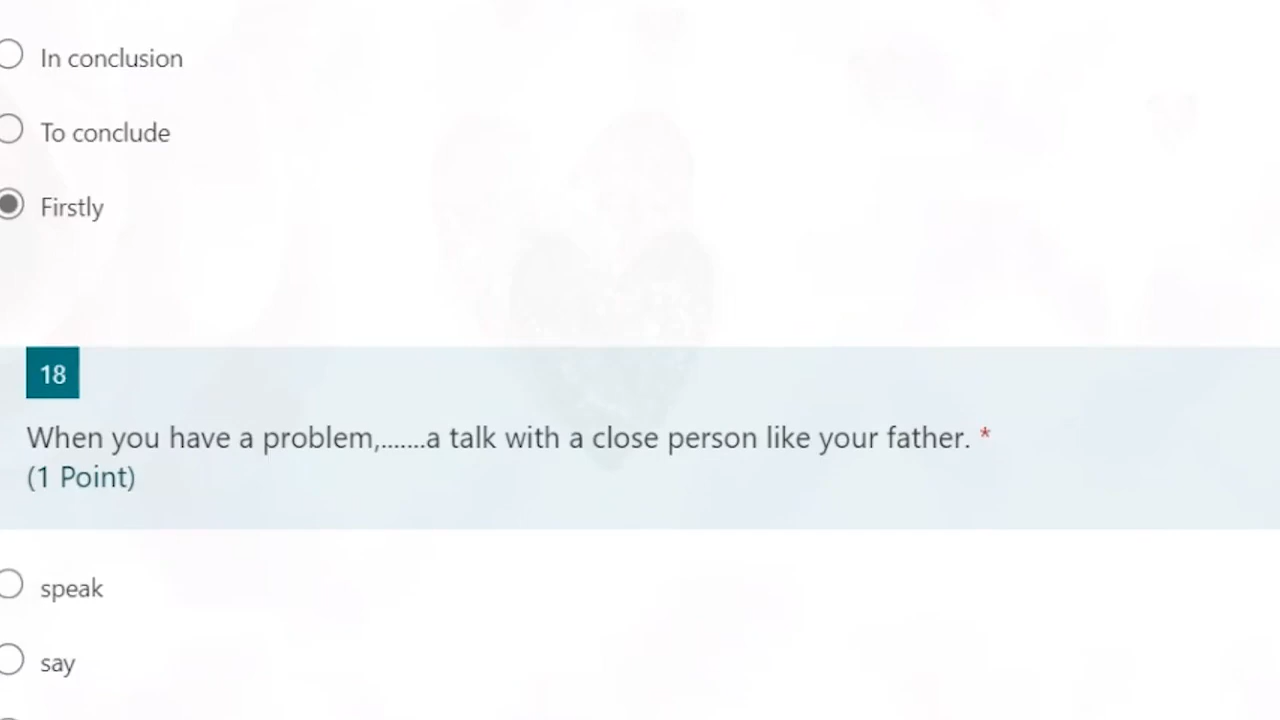 In conclusion
To conclude
Firstly
18
When you have a problem,.......a talk with a close person like your father. *
(1 Point)
speak
say